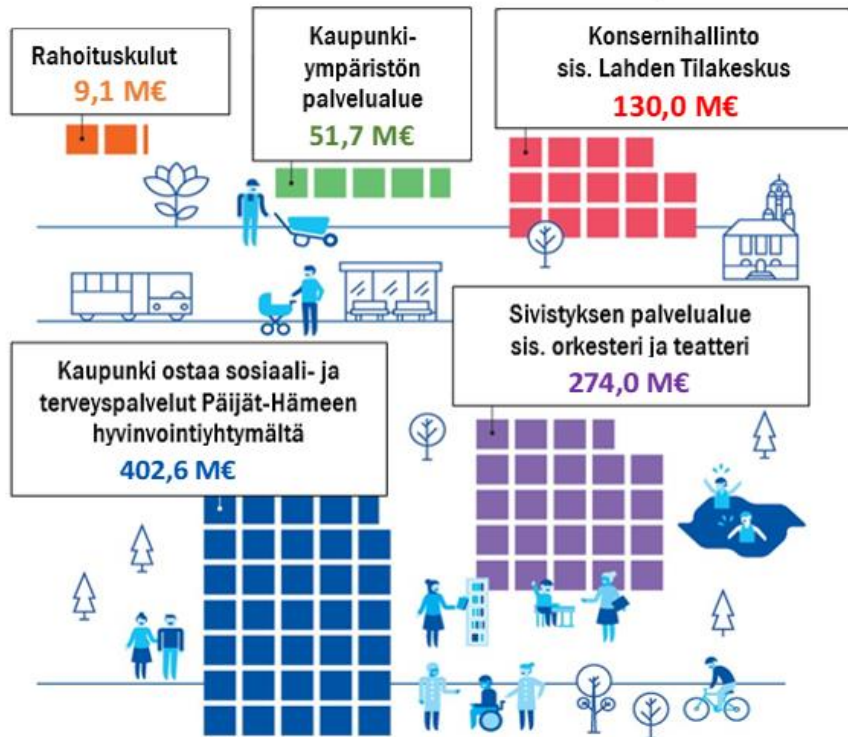 Rahoituskulut
9,1 M€
Kaupunki-
ympäristön
palvelualue
51,7 M€
Konsernihallinto
sis. Lahden Tilakeskus
130,0 M€
Sivistyksen palvelualue
sis. orkesteri ja teatteri
274,0 M€
Kaupunki ostaa sosiaali- ja
terveyspalvelut Päijät-Hämeen
hyvinvointiyhtymältä
402,6 M€